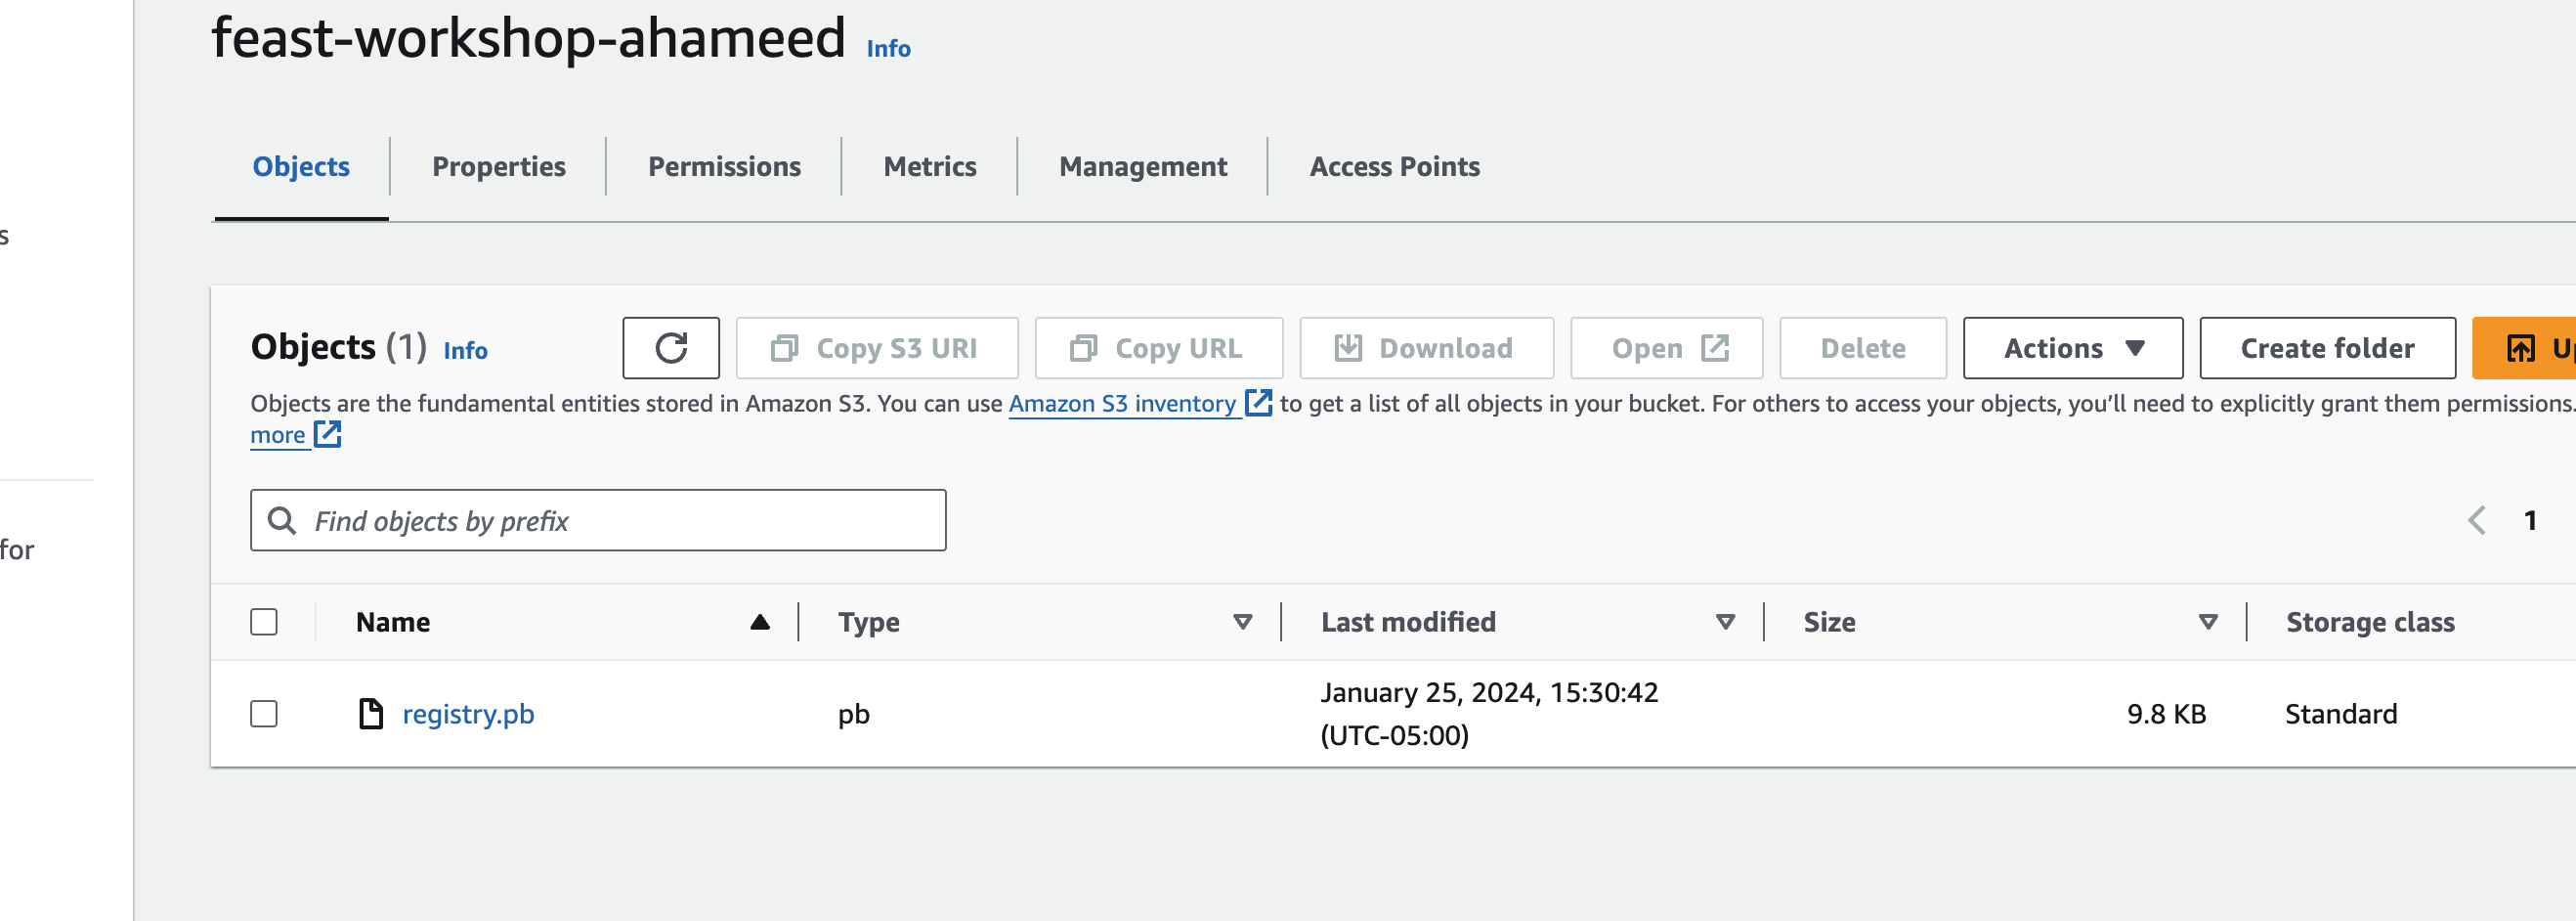 feast-workshop-ahameed Info
Objects Properties Permissions Metrics Management Access Points
s
Objects (1) Info Copy S3 URI Copy URL Download Open Delete Actions Create folder
Objects are the fundamental entities stored in Amazon S3. You can use Amazon S3 inventory to get a list of all objects in your bucket. For others to access your objects, you’ll need to explicitly grant them permissions.
more
Find objects by prefix 1
for
Name Type Last modified Size Storage class
registry.pb pb January 25, 2024, 15:30:42 9.8 KB Standard
(UTC-05:00)